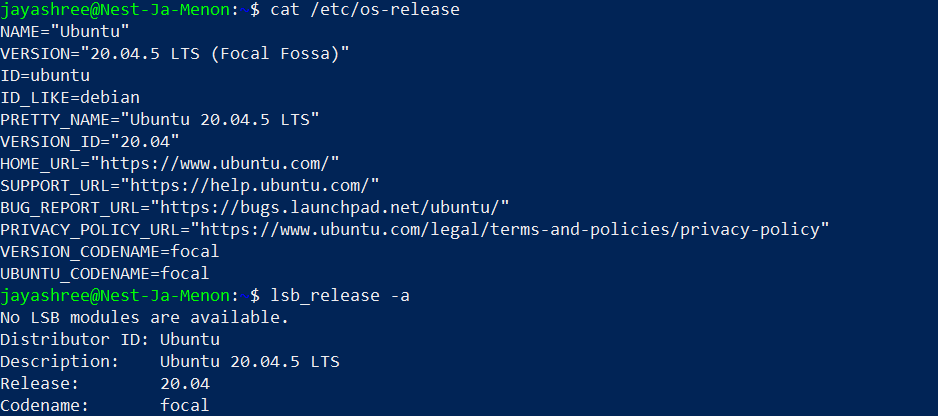 jayashree@Nest-Ja-Menon:~$ cat /etc/os-release
NAME="Ubuntu"
VERSION="20.04.5 LTS (Focal Fossa)"
ID=ubuntu
ID_LIKE=debian
PRETTY_NAME="Ubuntu 20.04.5 LTS"
VERSION_ID="20.04"
HOME_URL="https://www.ubuntu.com/"
SUPPORT_URL="https://help.ubuntu.com/"
BUG_REPORT_URL="https://bugs.launchpad.net/ubuntu/"
PRIVACY_POLICY_URL="https://www.ubuntu.com/legal/terms-and-policies/privacy-policy"
VERSION_CODENAME=focal
UBUNTU_CODENAME=focal
jayashree@Nest-Ja-Menon:~$ lsb_release -a
No LSB modules are available.
Distributor ID: Ubuntu
Description:    Ubuntu 20.04.5 LTS
Release:        20.04
Codename:       focal